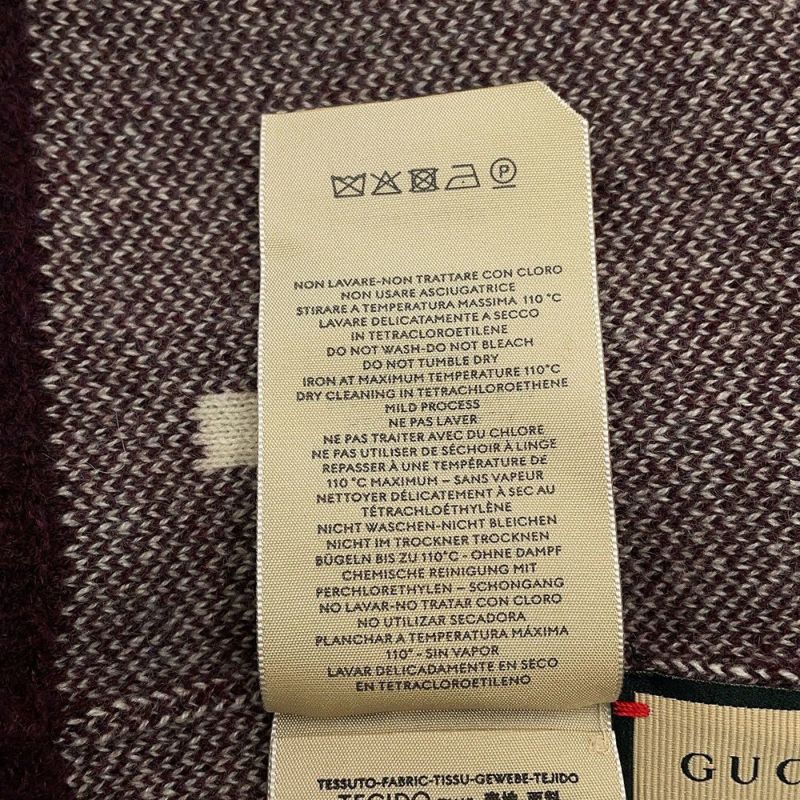 P
NON LAVARE-NON TRATTARE CON CLORO
NON USARE ASCIUGATRICE
STIRARE A TEMPERATURA MASSIMA 110 °C
LAVARE DELICATAMENTE A SECCO
IN TETRACLOROETILENE
DO NOT WASH-DO NOT BLEACH
DO NOT TUMBLE DRY
IRON AT MAXIMUM TEMPERATURE 110°C
DRY CLEANING IN TETRACHLOROETHENE
MILD PROCESS
NE PAS LAVER
NE PAS TRAITER AVEC DU CHLORE
NE PAS UTILISER DE SÉCHOIR À LINGE
REPASSER À UNE TEMPÉRATURE DE
110 °C MAXIMUM – SANS VAPEUR
NETTOYER DÉLICATEMENT À SEC AU
TÉTRACHLOÉTHYLÈNE
NICHT WASCHEN-NICHT BLEICHEN
NICHT IM TROCKNER TROCKNEN
BÜGELN BIS ZU 110°C - OHNE DAMPF
CHEMISCHE REINIGUNG MIT
PERCHLORETHYLEN – SCHONGANG
NO LAVAR-NO TRATAR CON CLORO
NO UTILIZAR SECADORA
PLANCHAR A TEMPERATURA MÁXIMA
110° - SIN VAPOR
LAVAR DELICADAMENTE EN SECO
EN TETRACLOROETILENO
TESSUTO-FABRIC-TISSU-GEWEBE-TEJIDO
TECIDO
GUC